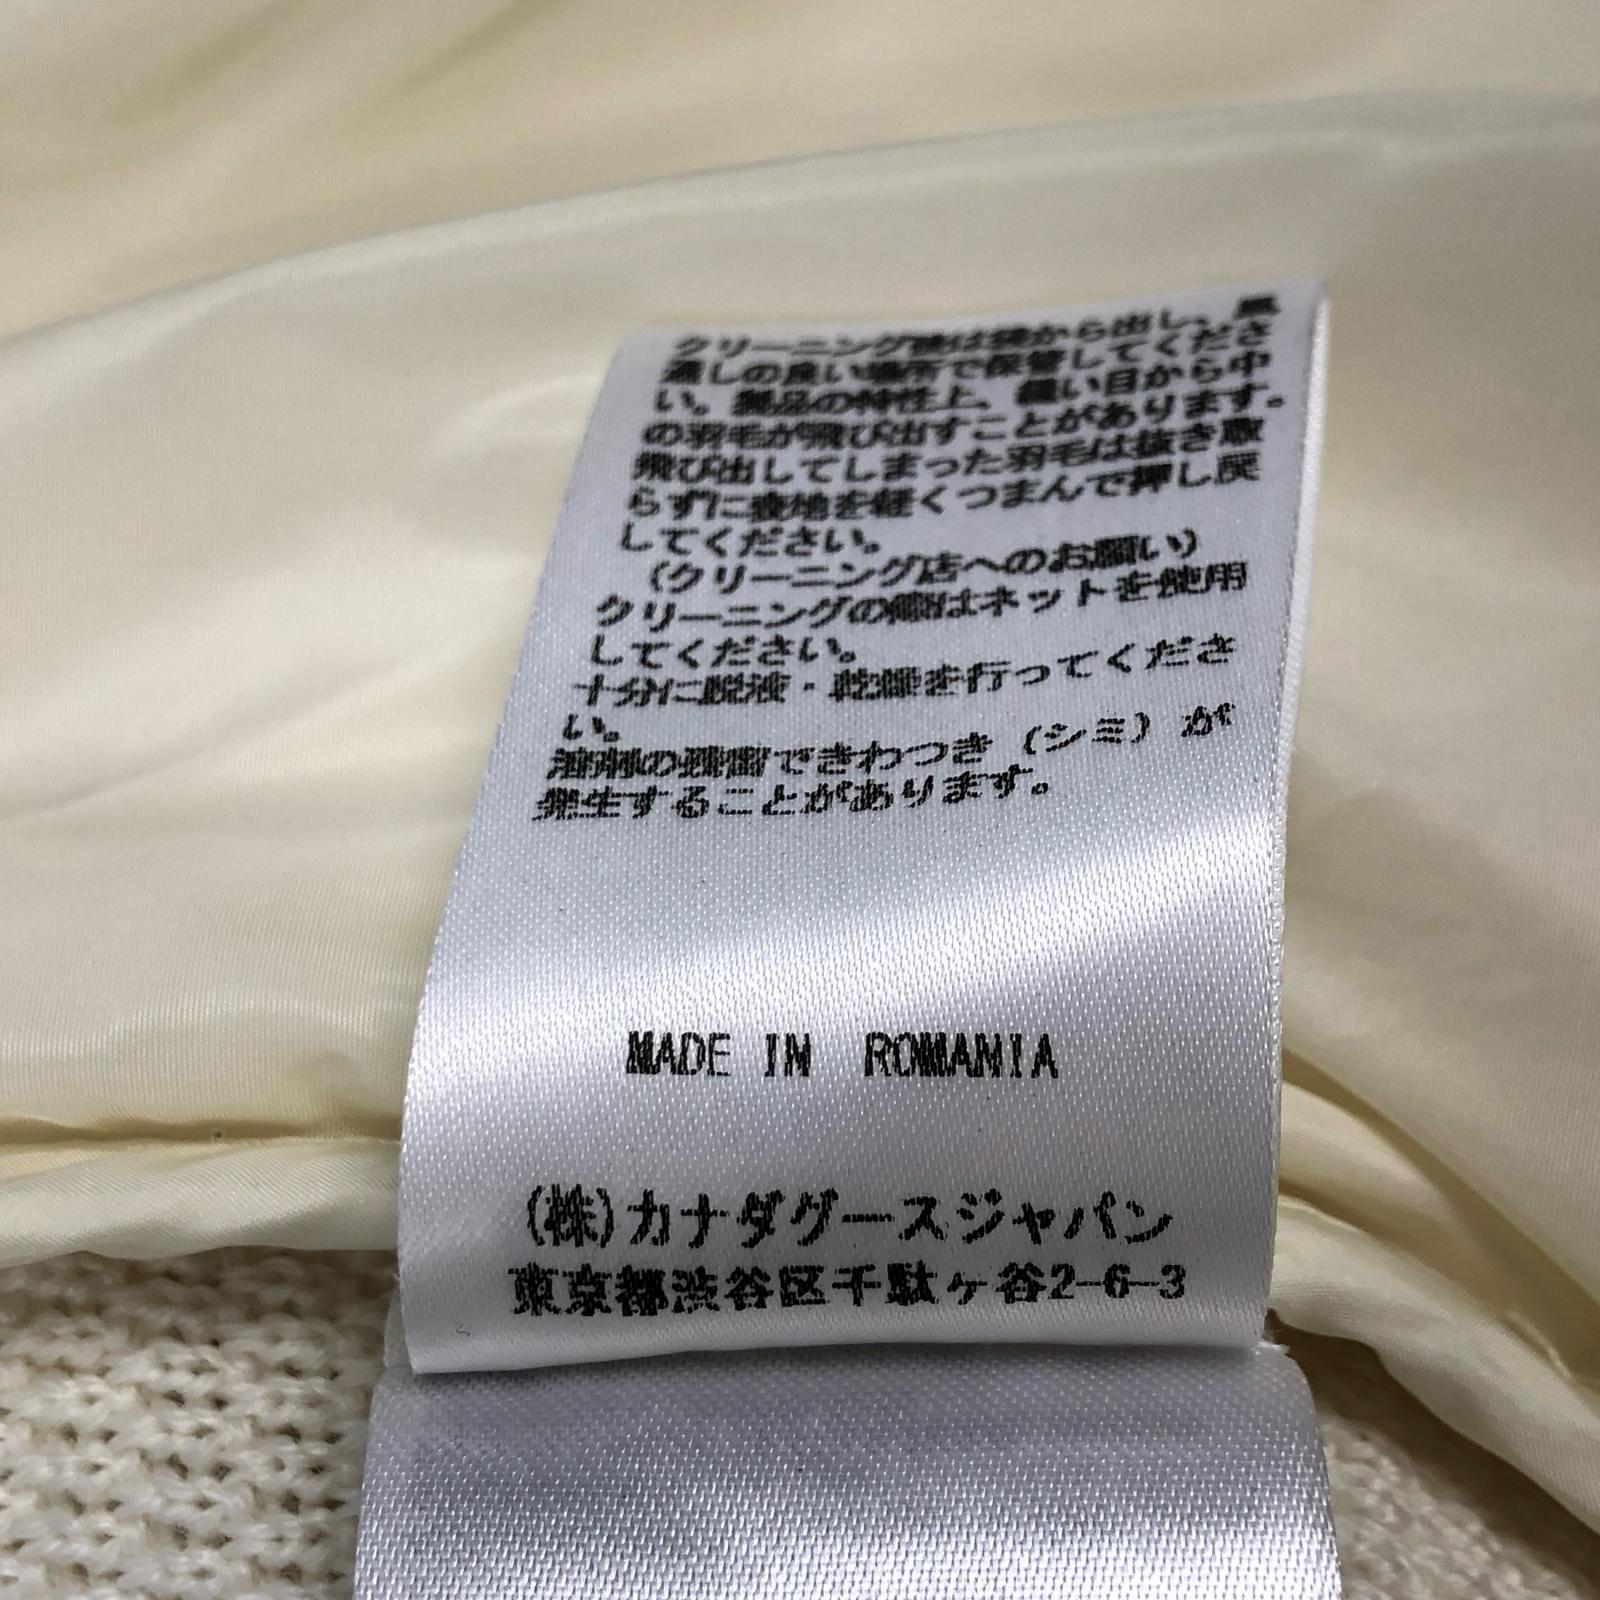 クリーニング後は袋から出し、風
通しの良い場所で保管してくださ
い。製品の特性上、縫い目から中
の羽毛が飛び出すことがあります。
飛び出してしまった羽毛は抜き取
らずに表地を軽くつまんで押し戻
してください。
(クリーニング店へのお願い)
クリーニングの際はネットを使用
してください。
十分に脱液・乾燥を行ってくださ
い。
溶剤の残留できわつき(シミ)が
発生することがあります。
MADE IN ROMANIA
(株)カナダグースジャパン
東京都渋谷区千駄ヶ谷2-6-3